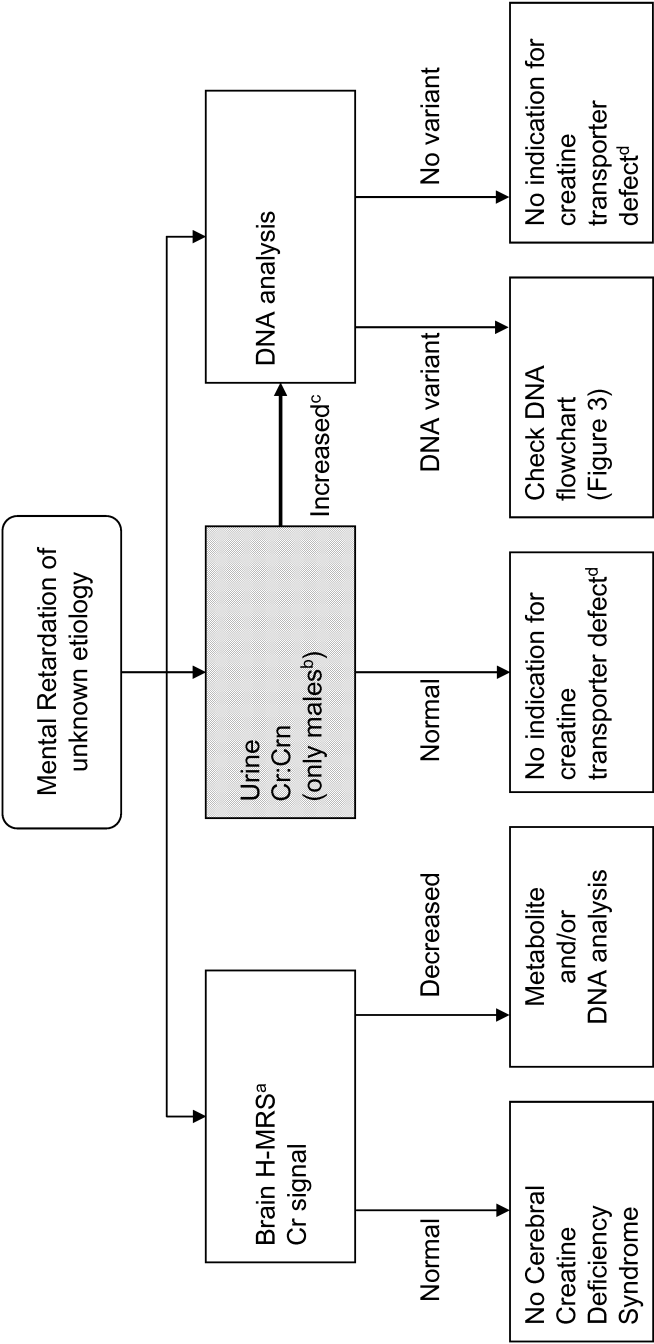 Mental Retardation of
unknown etiology
Brain H-MRSa
Cr signal
Urine
Cr:Crn
(only malesb)
Increasedc
DNA analysis
Normal
Decreased
Normal
DNA variant
No variant
No Cerebral
Creatine
Deficiency
Syndrome
Metabolite
and/or
DNA analysis
No indication for
creatine
transporter defectd
Check DNA
flowchart
(Figure 3)
No indication for
creatine
transporter
defectd